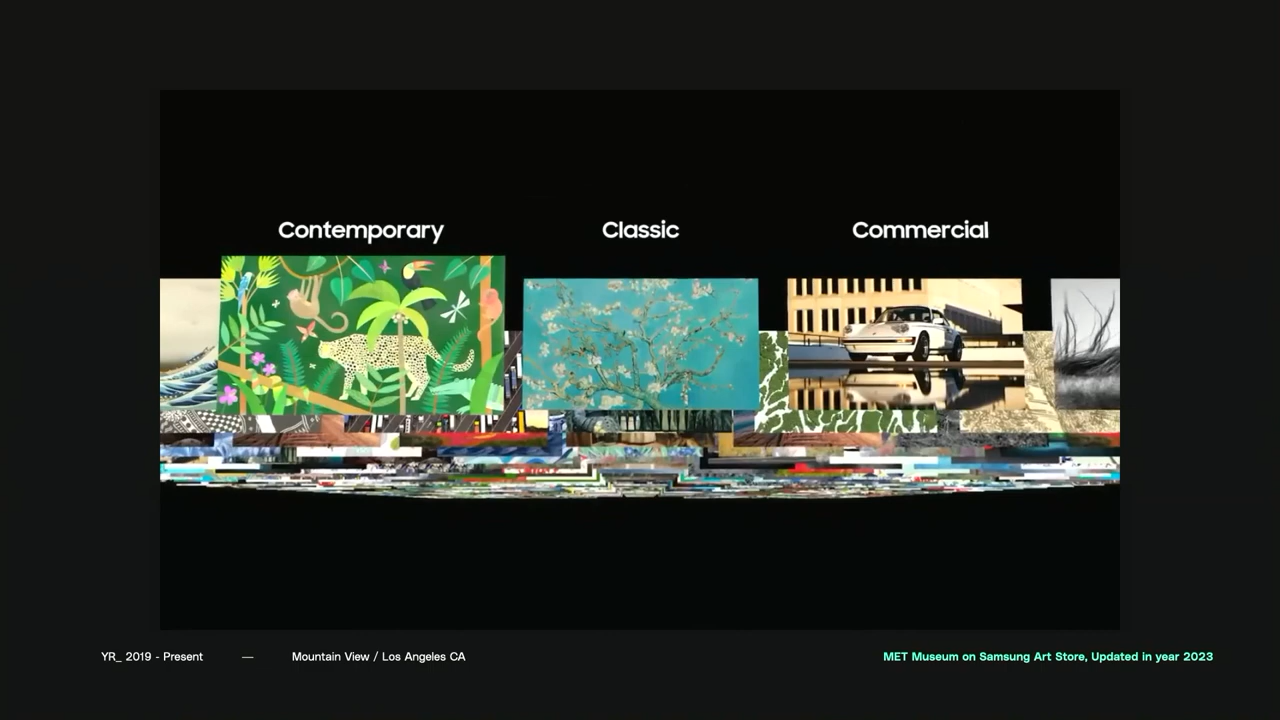 Contemporary
Classic
Commercial
YR_ 2019 - Present — Mountain View / Los Angeles CA
MET Museum on Samsung Art Store, Updated in year 2023